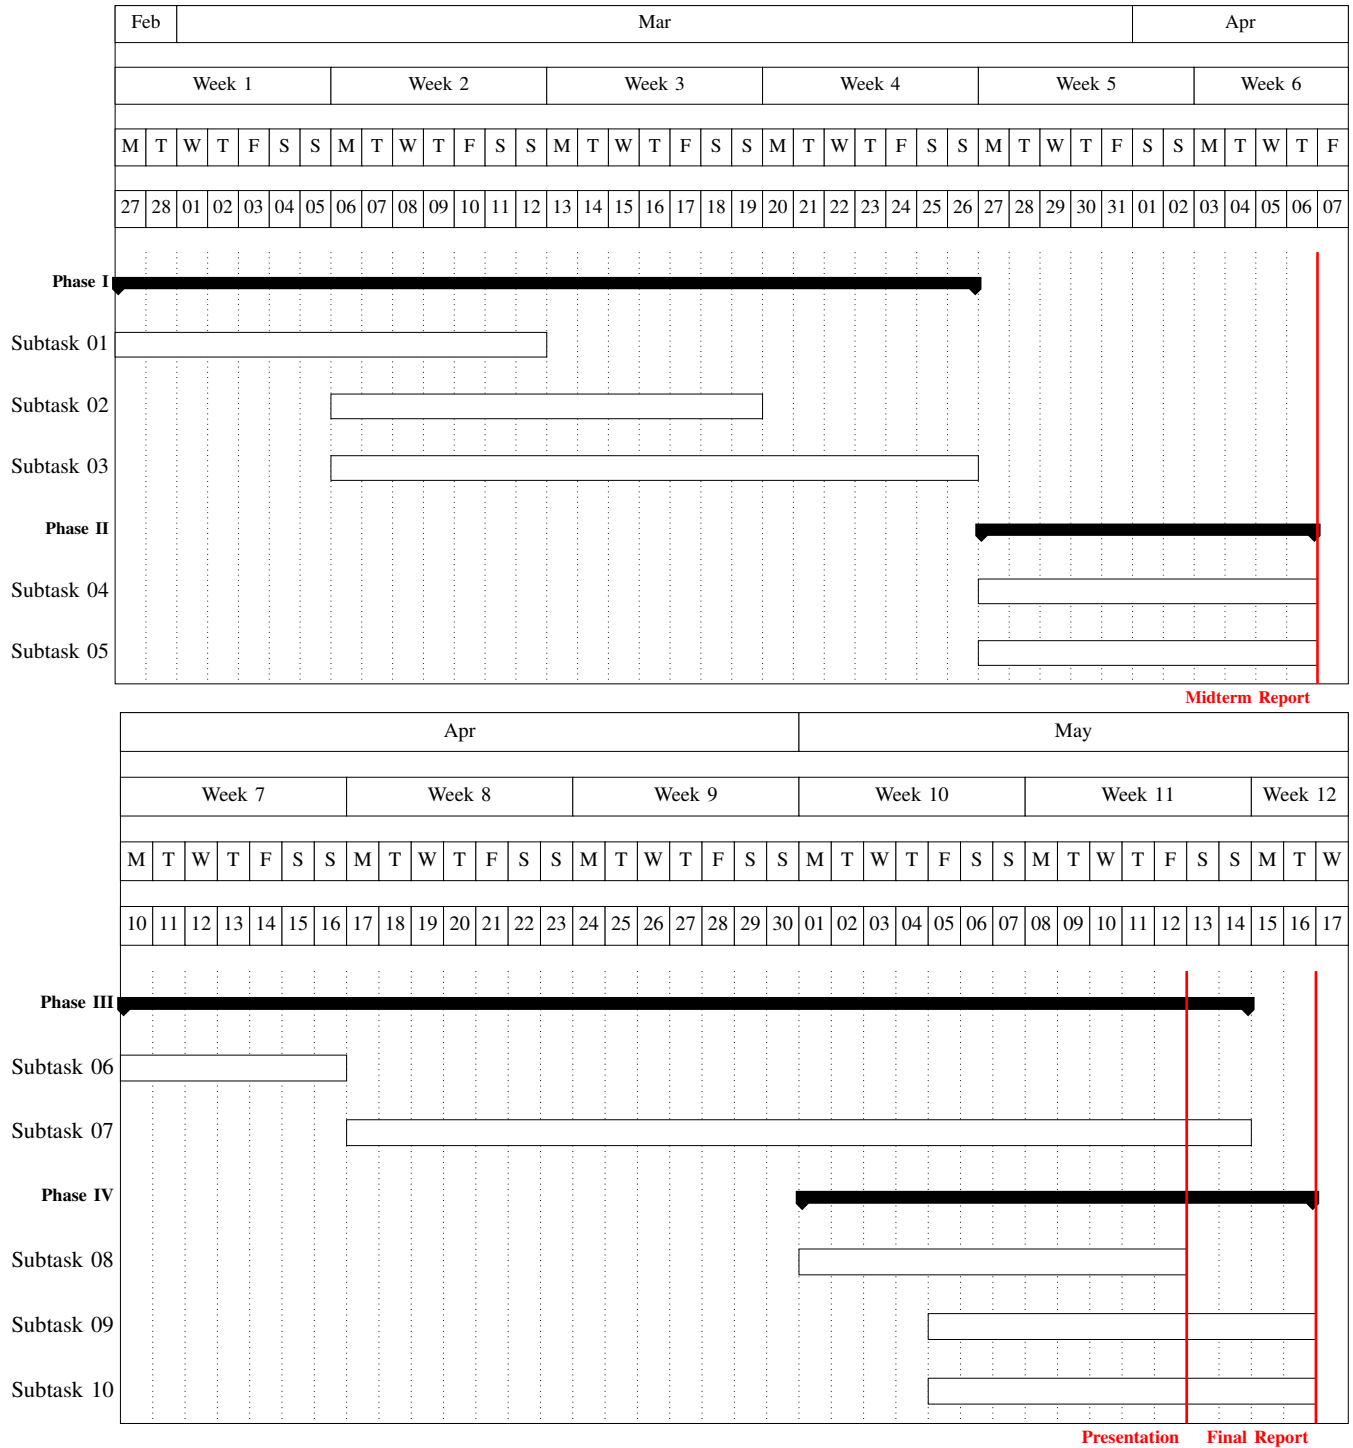 Feb Mar Apr
Week 1 Week 2 Week 3 Week 4 Week 5 Week 6
M T W T F S S M T W T F S S M T W T F S S M T W T F S S M T W T F S S M T W T F
27 28 01 02 03 04 05 06 07 08 09 10 11 12 13 14 15 16 17 18 19 20 21 22 23 24 25 26 27 28 29 30 31 01 02 03 04 05 06 07
Phase I
Subtask 01
Subtask 02
Subtask 03
Phase II
Subtask 04
Subtask 05
Midterm Report
Apr May
Week 7 Week 8 Week 9 Week 10 Week 11 Week 12
M T W T F S S M T W T F S S M T W T F S S M T W T F S S M T W T F S S M T W
10 11 12 13 14 15 16 17 18 19 20 21 22 23 24 25 26 27 28 29 30 01 02 03 04 05 06 07 08 09 10 11 12 13 14 15 16 17
Phase III
Subtask 06
Subtask 07
Phase IV
Subtask 08
Subtask 09
Subtask 10
Presentation Final Report